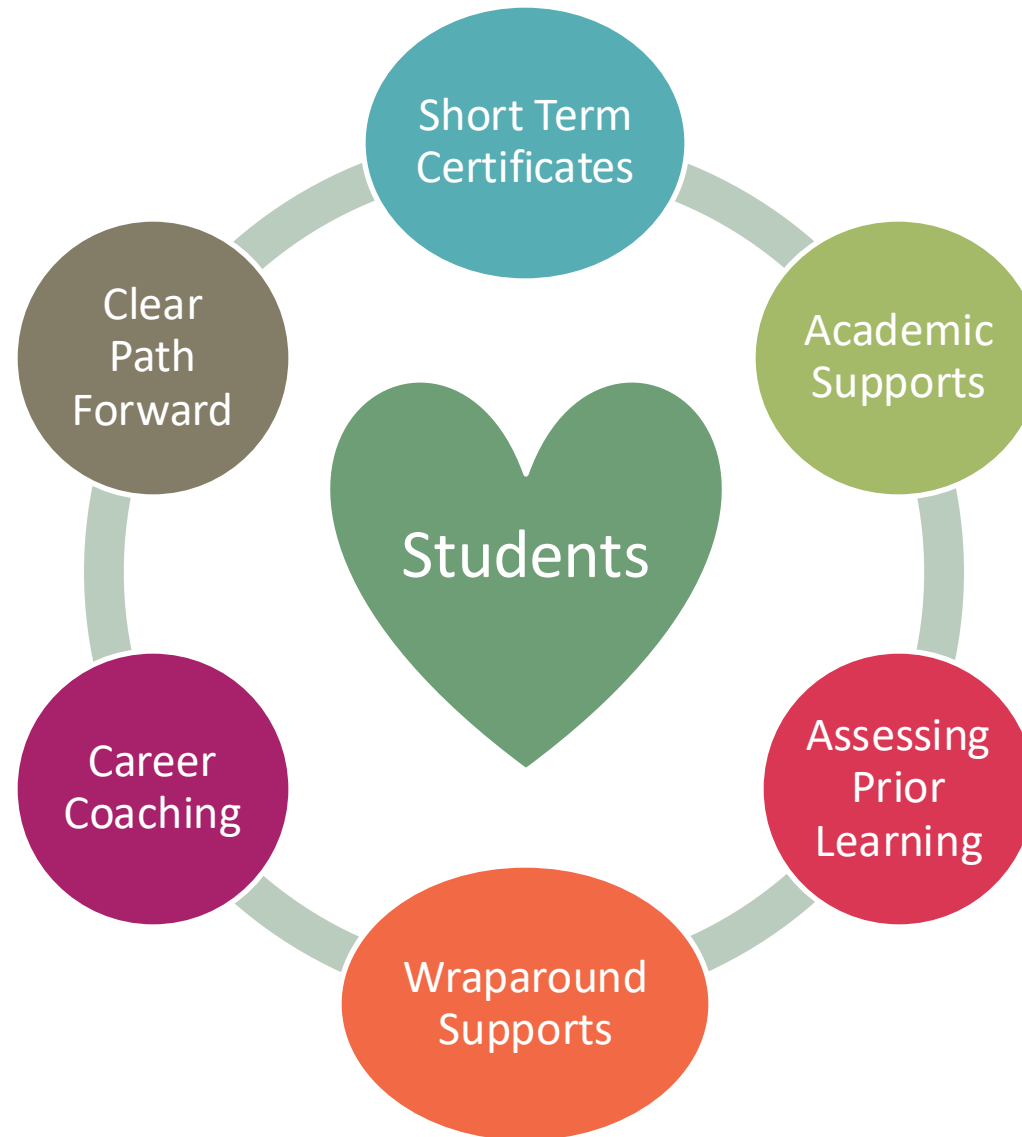 Short Term
Certificates
Academic
Supports
Assessing
Prior
Learning
Wraparound
Supports
Career
Coaching
Clear
Path
Forward
Students